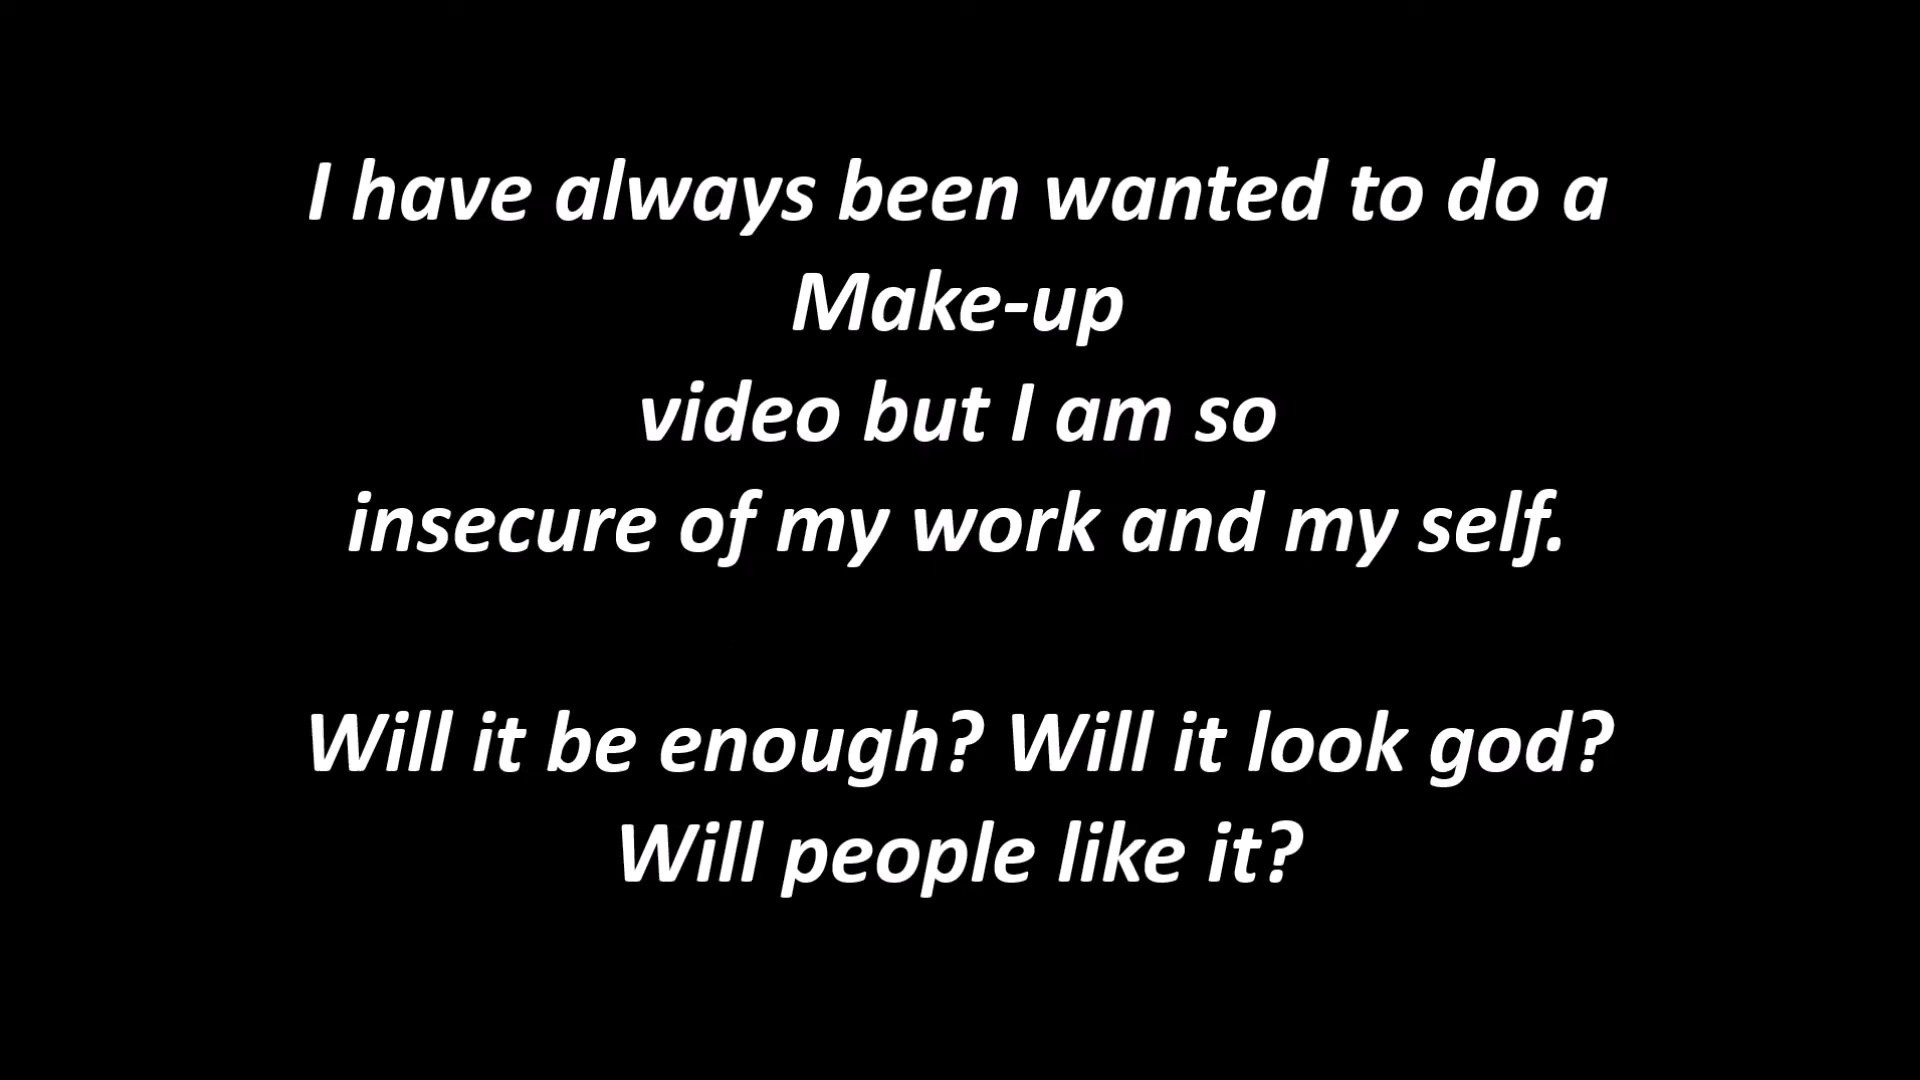 I have always been wanted to do a
Make-up
video but I am so
insecure of my work and my self.
Will it be enough? Will it look god?
Will people like it?